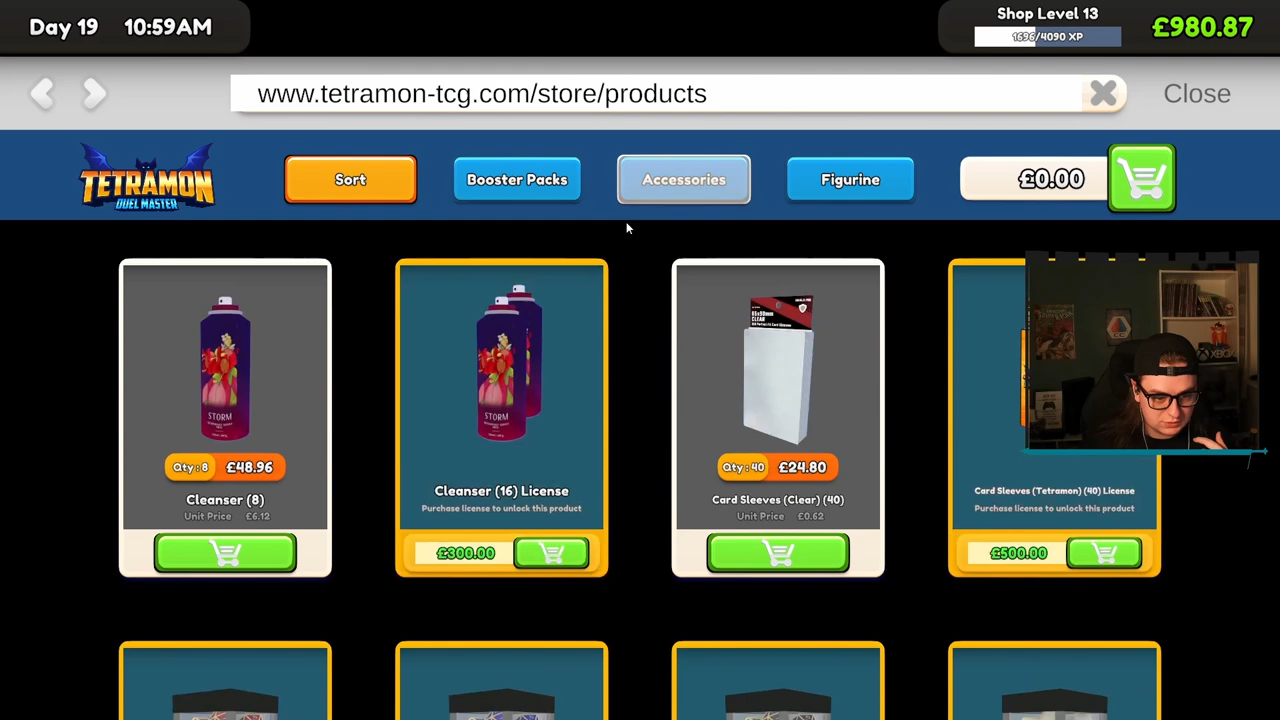 Day 19 10:59AM
Shop Level 13
1696/4090 XP
£980.87
www.tetramon-tcg.com/store/products
Close
TETRAMON
DUEL MASTER
Sort
Booster Packs
Accessories
Figurine
£0.00
STORM
STORM
CLEAR
XBOX
Qty : 8 £48.96
Cleanser (8)
Unit Price £6.12
Cleanser (16) License
Purchase license to unlock this product
£300.00
Qty : 40 £24.80
Card Sleeves (Clear) (40)
Unit Price £0.62
Card Sleeves (Tetramon) (40) License
Purchase license to unlock this product
£500.00